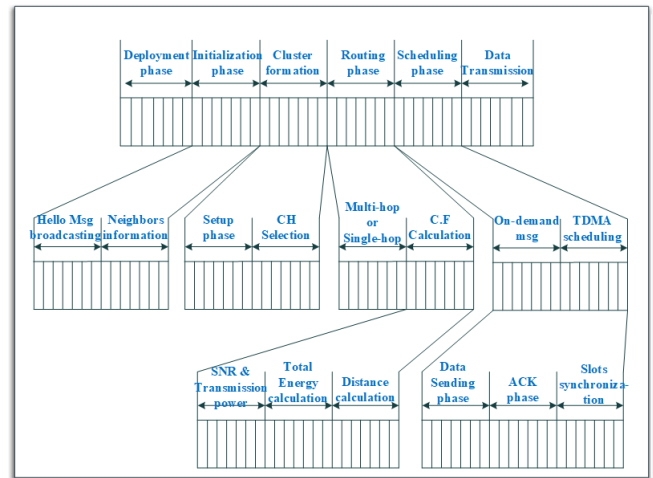 Deployment
phase
Initialization
phase
Cluster
formation
Routing
phase
Scheduling
phase
Data
Transmission
Hello Msg
broadcasting
Neighbors
information
Setup
phase
CH
Selection
Multi-hop
or
Single-hop
C.F
Calculation
On-demand
msg
TDMA
scheduling
SNR &
Transmission
power
Total
Energy
calculation
Distance
calculation
Data
Sending
phase
ACK
phase
Slots
synchroniza-
tion